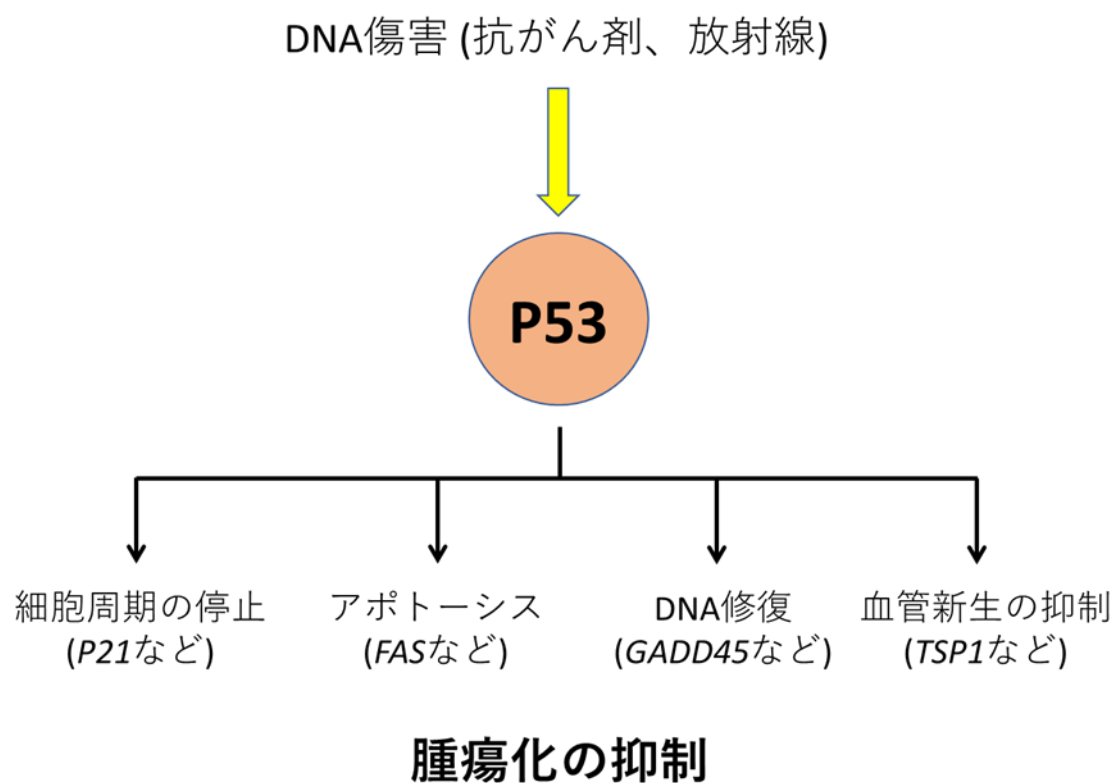 DNA傷害 (抗がん剤、放射線)
P53
細胞周期の停止
(P21など)
アポトーシス
(FASなど)
DNA修復
(GADD45など)
血管新生の抑制
(TSP1など)
腫瘍化の抑制